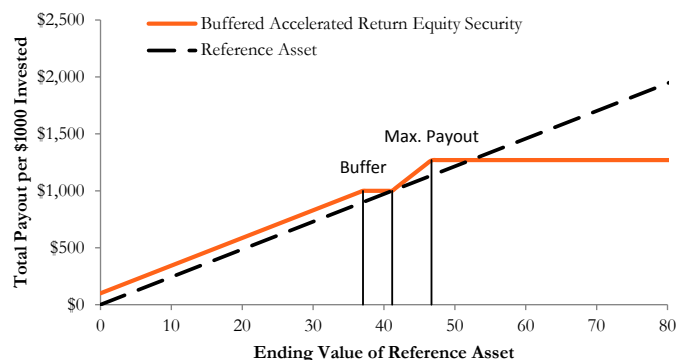 $2,500
Buffered Accelerated Return Equity Security
Reference Asset
$2,000
$1,500
Max. Payout
Buffer
$1,000
$500
$0
0 10 20 30 40 50 60 70 80
Ending Value of Reference Asset
Total Payout per $1000 Invested